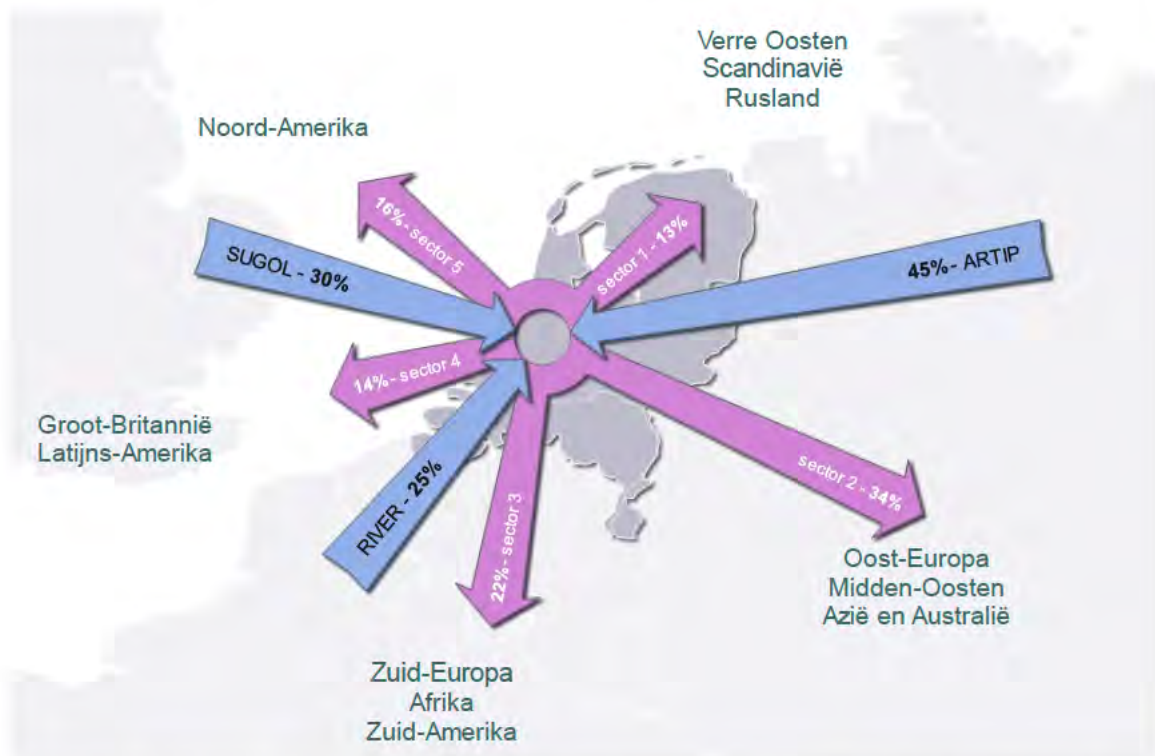 Verre Oosten
Scandinavië
Rusland
Noord-Amerika
16%- sector 5
sector 1 - 13%
SUGOL - 30%
45%- ARTIP
14%- sector 4
Groot-Britannië
Latijns-Amerika
RIVER - 25%
22%- sector 3
sector 2 - 34%
Oost-Europa
Midden-Oosten
Azië en Australië
Zuid-Europa
Afrika
Zuid-Amerika